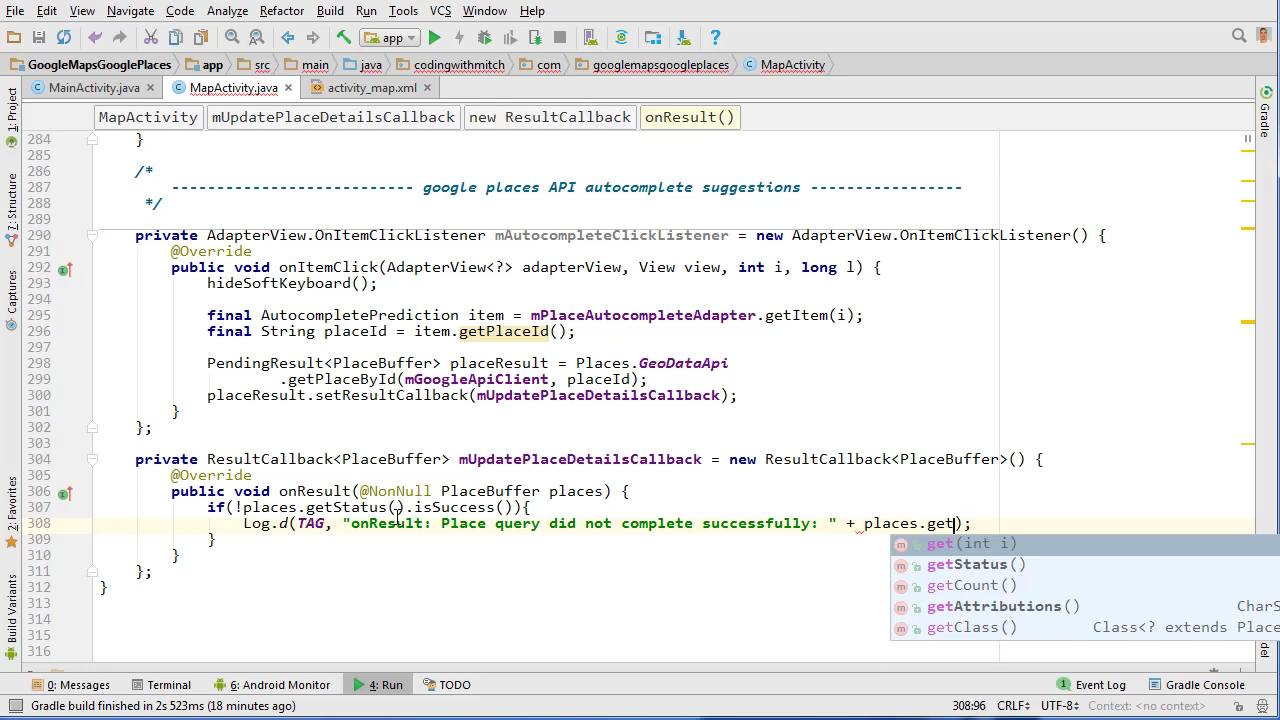 File Edit View Navigate Code Analyze Refactor Build Run Tools VCS Window Help
app
GoogleMapsGooglePlaces app src main java codingwithmitch com googlemapsgoogleplaces MapActivity
MainActivity.java MapActivity.java activity_map.xml
MapActivity mUpdatePlaceDetailsCallback new ResultCallback onResult()
284 }
285
286 /*
287 --------------------------- google places API autocomplete suggestions -----------------
288 */
289
290 private AdapterView.OnItemClickListener mAutocompleteClickListener = new AdapterView.OnItemClickListener() {
291 @Override
292 public void onItemClick(AdapterView<?> adapterView, View view, int i, long l) {
293 hideSoftKeyboard();
294
295 final AutocompletePrediction item = mPlaceAutocompleteAdapter.getItem(i);
296 final String placeId = item.getPlaceId();
297
298 PendingResult<PlaceBuffer> placeResult = Places.GeoDataApi
299 .getPlaceById(mGoogleApiClient, placeId);
300 placeResult.setResultCallback(mUpdatePlaceDetailsCallback);
301 }
302 };
303
304 private ResultCallback<PlaceBuffer> mUpdatePlaceDetailsCallback = new ResultCallback<PlaceBuffer>() {
305 @Override
306 public void onResult(@NonNull PlaceBuffer places) {
307 if(!places.getStatus().isSuccess()){
308 Log.d(TAG, "onResult: Place query did not complete successfully: " + places.get);
309 }
310 }
311 };
312 }
313
314
315
316
get(int i)
getStatus()
getCount()
getAttributions() CharS
getClass() Class<? extends Place
1: Project
7: Structure
Captures
2: Favorites
Build Variants
Gradle
del
0: Messages Terminal 6: Android Monitor 4: Run TODO 1 Event Log Gradle Console
Gradle build finished in 2s 523ms (18 minutes ago) 308:96 CRLF÷ UTF-8÷ Context: <no context>